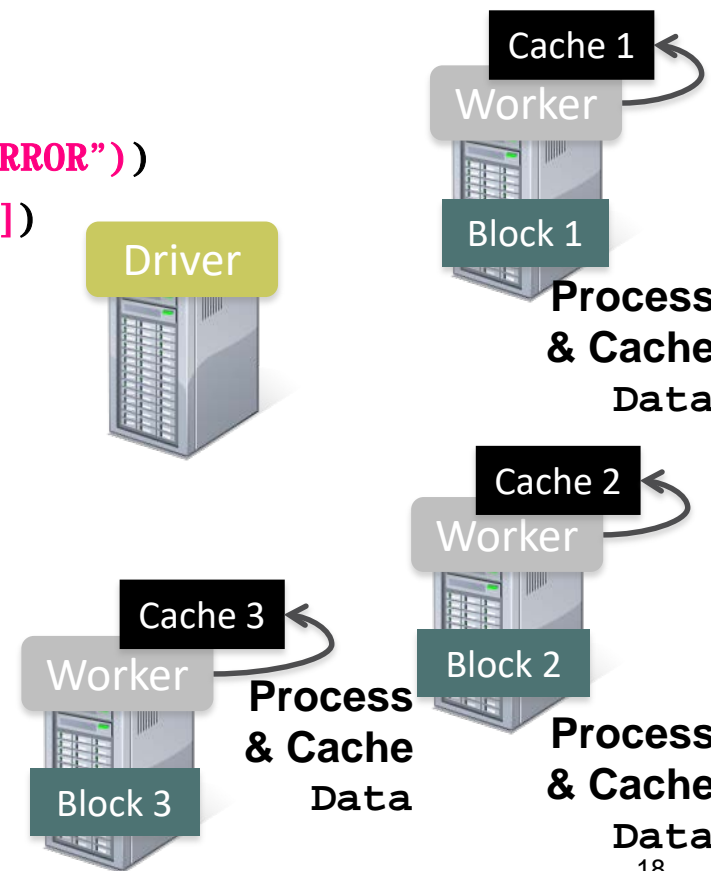 RROR”))
])
Driver
Cache 1
Worker
Block 1
Process
& Cache
Data
Cache 2
Worker
Block 2
Process
& Cache
Data
Cache 3
Worker
Block 3
Process
& Cache
Data
18